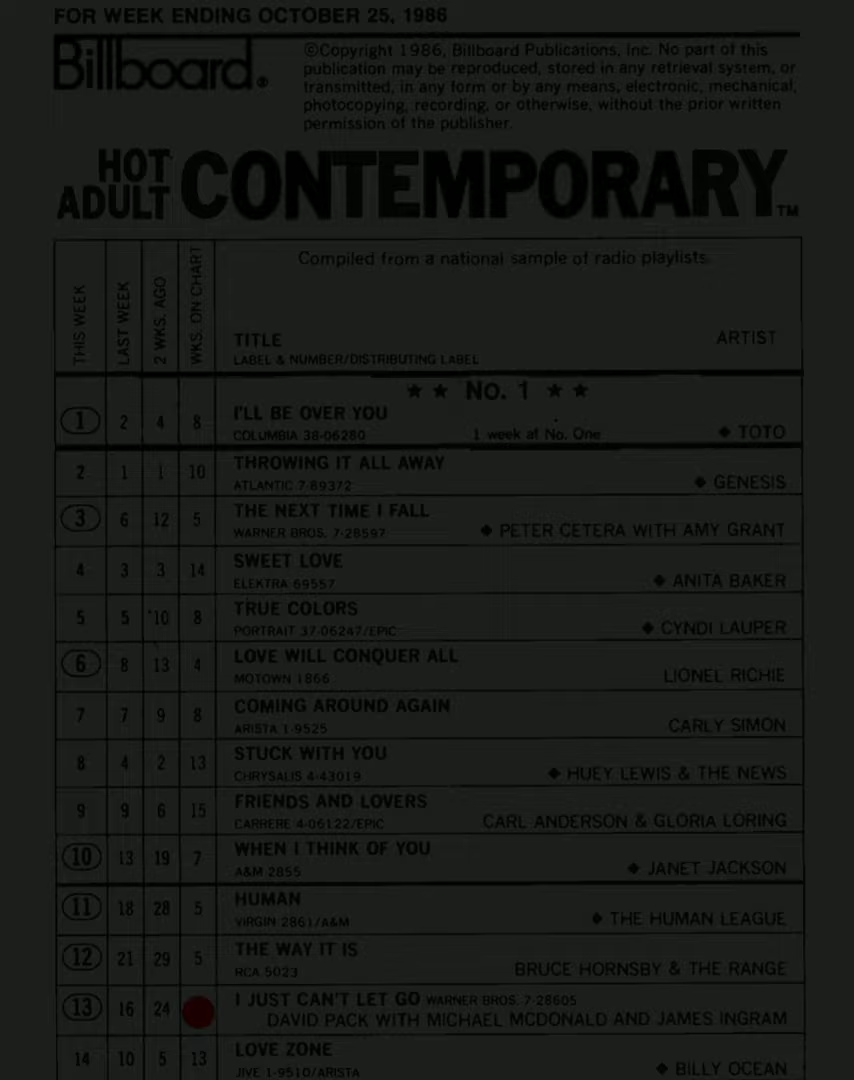 FOR WEEK ENDING OCTOBER 25, 1986
Billboard®
©Copyright 1986, Billboard Publications, Inc. No part of this
publication may be reproduced, stored in any retrieval system, or
transmitted, in any form or by any means, electronic, mechanical,
photocopying, recording, or otherwise, without the prior written
permission of the publisher.
HOT ADULT CONTEMPORARY™
Compiled from a national sample of radio playlists.
THIS WEEK LAST WEEK 2 WKS. AGO WKS. ON CHART TITLE ARTIST
LABEL & NUMBER/DISTRIBUTING LABEL
★★ No. 1 ★★
1 2 4 8 I'LL BE OVER YOU
COLUMBIA 38-06280 1 week at No. One ◆ TOTO
2 1 1 10 THROWING IT ALL AWAY
ATLANTIC 7-89372 ◆ GENESIS
3 6 12 5 THE NEXT TIME I FALL
WARNER BROS. 7-28597 ◆ PETER CETERA WITH AMY GRANT
4 3 3 14 SWEET LOVE
ELEKTRA 69557 ◆ ANITA BAKER
5 5 10 8 TRUE COLORS
PORTRAIT 37-06247/EPIC ◆ CYNDI LAUPER
6 8 13 4 LOVE WILL CONQUER ALL
MOTOWN 1866 LIONEL RICHIE
7 7 9 8 COMING AROUND AGAIN
ARISTA 1-9525 CARLY SIMON
8 4 2 13 STUCK WITH YOU
CHRYSALIS 4-43019 ◆ HUEY LEWIS & THE NEWS
9 9 6 15 FRIENDS AND LOVERS
CARRERE 4-06122/EPIC CARL ANDERSON & GLORIA LORING
10 13 19 7 WHEN I THINK OF YOU
A&M 2855 ◆ JANET JACKSON
11 18 28 5 HUMAN
VIRGIN 2861/A&M ◆ THE HUMAN LEAGUE
12 21 29 5 THE WAY IT IS
RCA 5023 BRUCE HORNSBY & THE RANGE
13 16 24 I JUST CAN'T LET GO WARNER BROS. 7-28605
DAVID PACK WITH MICHAEL MCDONALD AND JAMES INGRAM
14 10 5 13 LOVE ZONE
JIVE 1-9510/ARISTA ◆ BILLY OCEAN